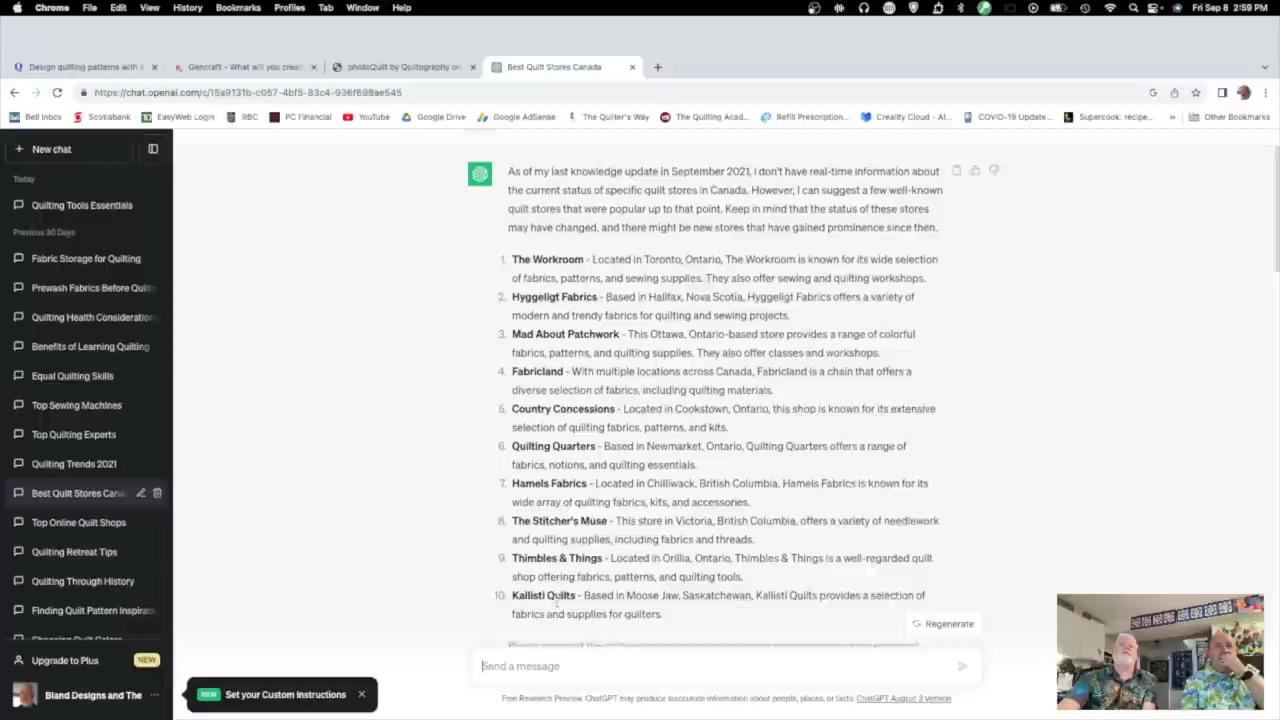 Chrome File Edit View History Bookmarks Profiles Tab Window Help
Fri Sep 8 2:59 PM
Design quilting patterns with A
Gencraft - What will you create
photoQuilt by Quiltography on
Best Quilt Stores Canada
https://chat.openai.com/c/
Bell Inbox
Scotiabank
EasyWeb Login
RBC
PC Financial
YouTube
Google Drive
Google AdSense
The Quilter's Way
The Quilting Acad...
Refill Prescription...
Creality Cloud - Al...
COVID-19 Update...
Supercook: recipe...
Other Bookmarks
New chat
Today
Quilting Tools Essentials
Previous 30 Days
Fabric Storage for Quilting
Prewash Fabrics Before Quilt
Quilting Health Consideration
Benefits of Learning Quilting
Equal Quilting Skills
Top Sewing Machines
Top Quilting Experts
Quilting Trends 2021
Best Quilt Stores Cana
Top Online Quilt Shops
Quilting Retreat Tips
Quilting Through History
Finding Quilt Pattern Inspirati
Choosing Quilt Colors
Upgrade to Plus NEW
Bland Designs and The ...
As of my last knowledge update in September 2021, I don't have real-time information about
the current status of specific quilt stores in Canada. However, I can suggest a few well-known
quilt stores that were popular up to that point. Keep in mind that the status of these stores
may have changed, and there might be new stores that have gained prominence since then.
1. The Workroom - Located in Toronto, Ontario, The Workroom is known for its wide selection
of fabrics, patterns, and sewing supplies. They also offer sewing and quilting workshops.
2. Hyggeligt Fabrics - Based in Halifax, Nova Scotia, Hyggeligt Fabrics offers a variety of
modern and trendy fabrics for quilting and sewing projects.
3. Mad About Patchwork - This Ottawa, Ontario-based store provides a range of colorful
fabrics, patterns, and quilting supplies. They also offer classes and workshops.
4. Fabricland - With multiple locations across Canada, Fabricland is a chain that offers a
diverse selection of fabrics, including quilting materials.
5. Country Concessions - Located in Cookstown, Ontario, this shop is known for its extensive
selection of quilting fabrics, patterns, and kits.
6. Quilting Quarters - Based in Newmarket, Ontario, Quilting Quarters offers a range of
fabrics, notions, and quilting essentials.
7. Hamels Fabrics - Located in Chilliwack, British Columbia, Hamels Fabrics is known for its
wide array of quilting fabrics, kits, and accessories.
8. The Stitcher's Muse - This store in Victoria, British Columbia, offers a variety of needlework
and quilting supplies, including fabrics and threads.
9. Thimbles & Things - Located in Orillia, Ontario, Thimbles & Things is a well-regarded quilt
shop offering fabrics, patterns, and quilting tools.
10. Kallisti Quilts - Based in Moose Jaw, Saskatchewan, Kallisti Quilts provides a selection of
fabrics and supplies for quilters.
Regenerate
Send a message
NEW Set your Custom Instructions
Free Research Preview. ChatGPT may produce inaccurate information about people, places, or facts. ChatGPT August 3 Version